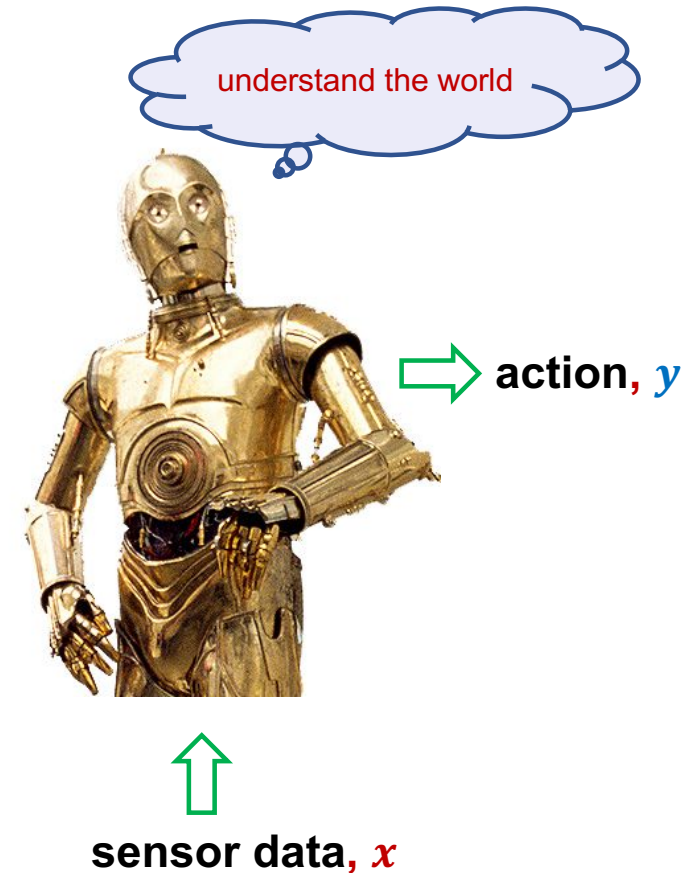 understand the world
action, y
sensor data, x